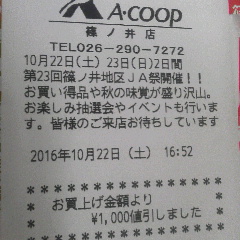 A・COOP
篠ノ井店
TEL026-290-7272
10月22日(土)23日(日)2日間
第23回篠ノ井地区JA祭開催!!
お買い得品や秋の味覚が盛り沢山。
お楽しみ抽選会やイベントも行いま
す。皆様のご来店お待ちしています
2016年10月22日(土) 16:52
＊＊＊＊＊＊＊＊＊＊＊＊
＊ お買上げ金額より
＊ ¥1,000値引しました ＊